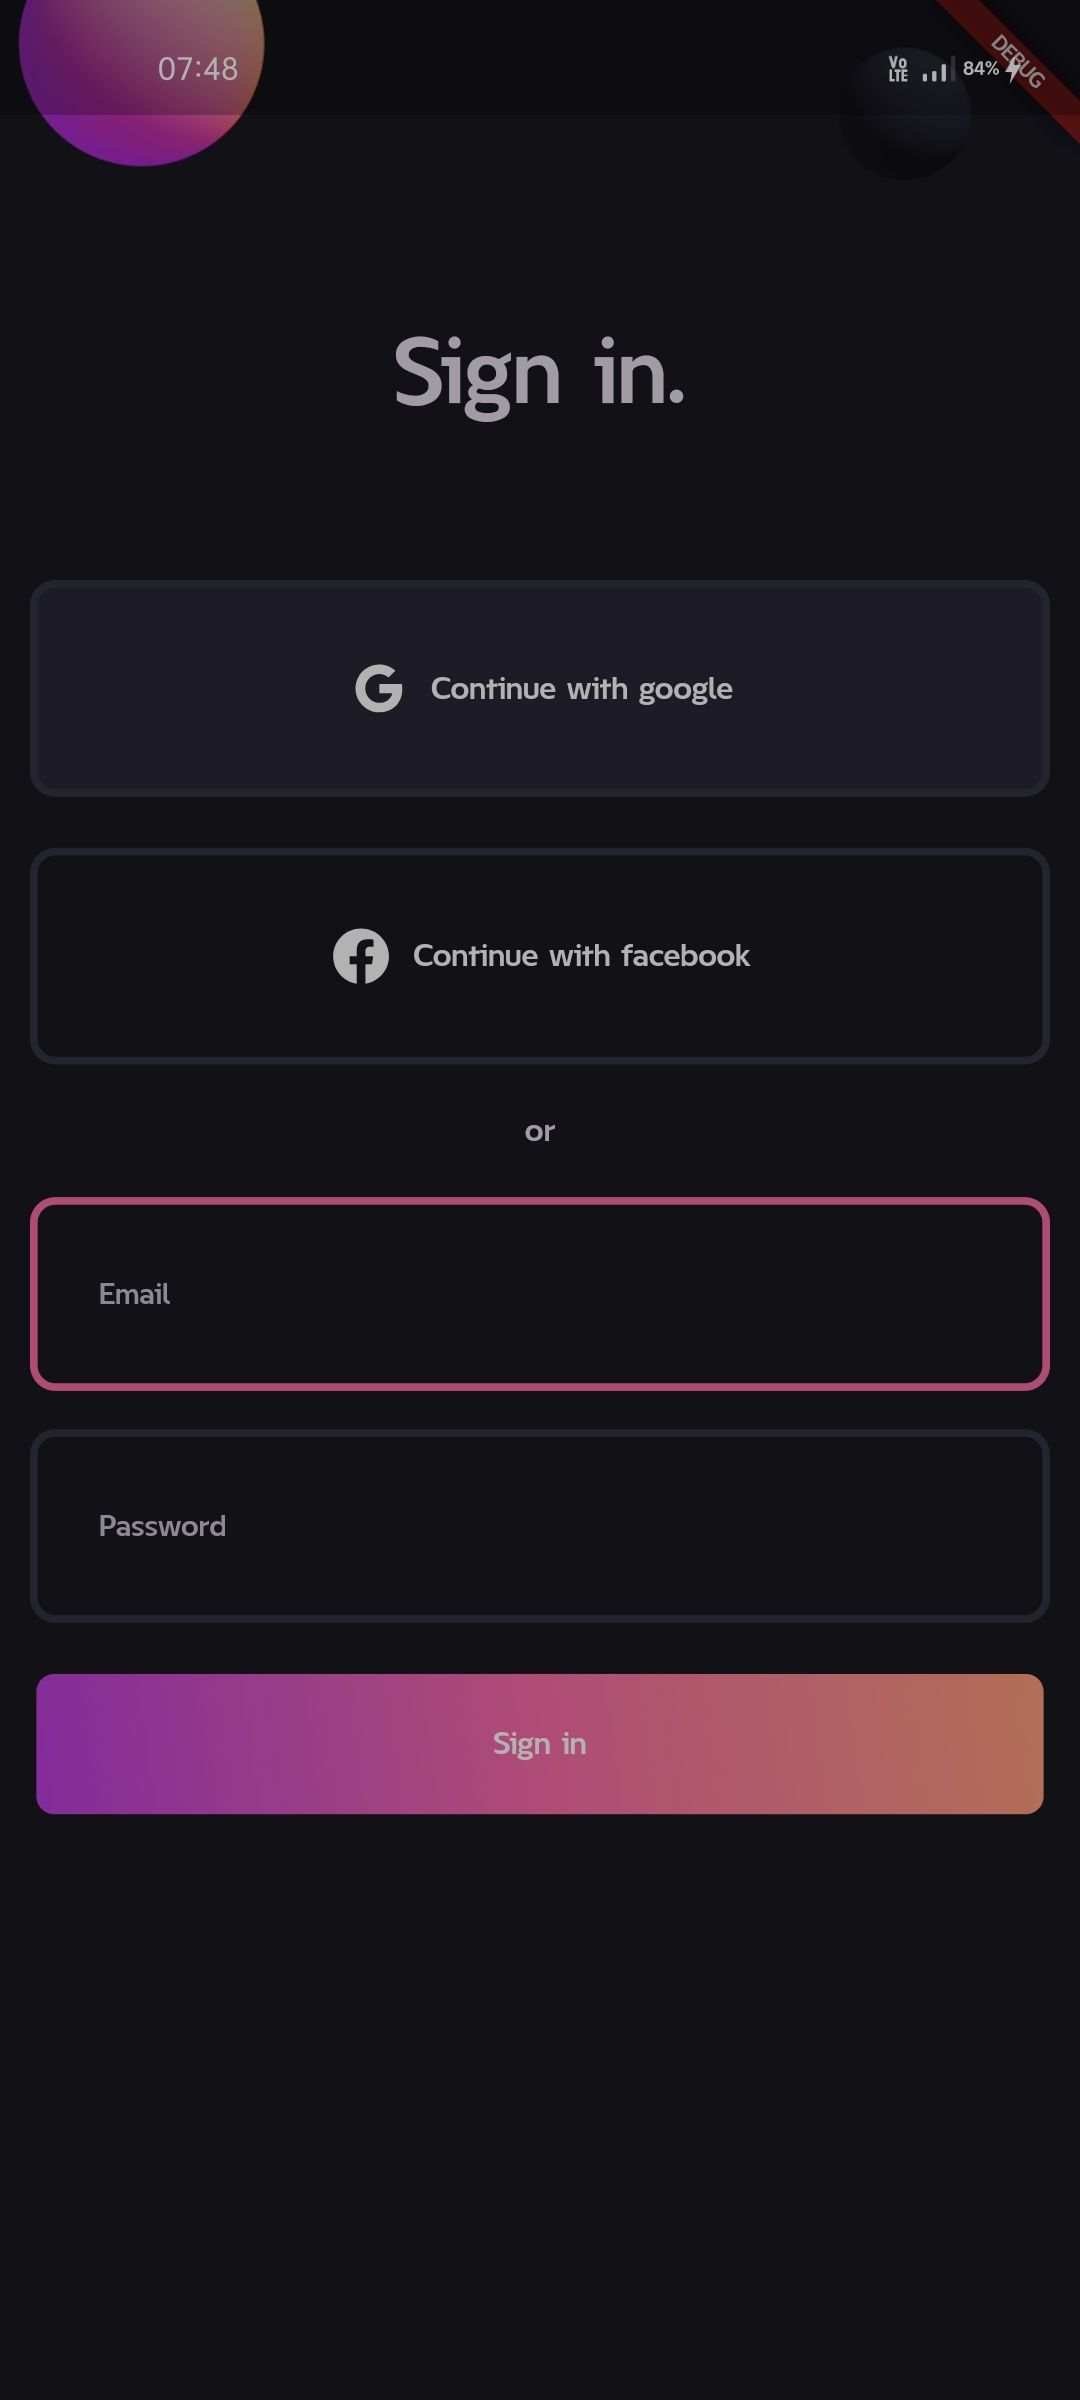 07:48
Vo LTE
84%
DEBUG
Sign in.
Continue with google
Continue with facebook
or
Email
Password
Sign in